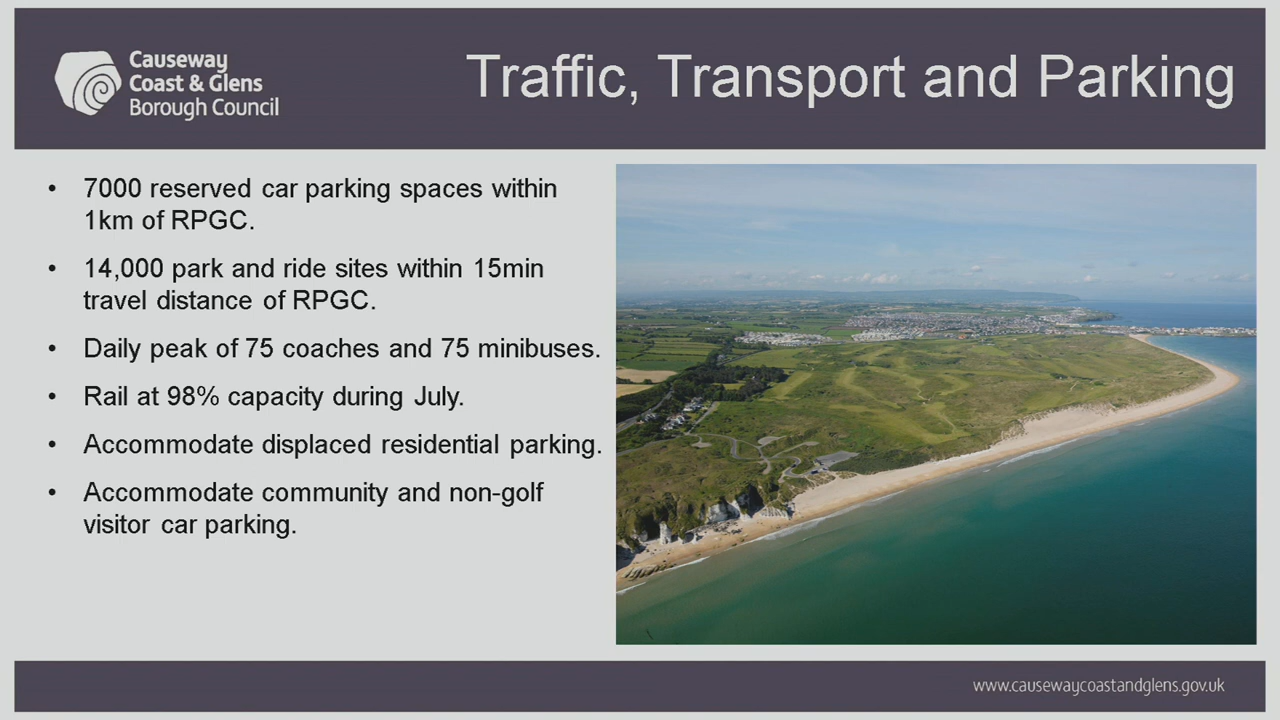 Causeway
Coast & Glens
Borough Council
Traffic, Transport and Parking
• 7000 reserved car parking spaces within
1km of RPGC.
• 14,000 park and ride sites within 15min
travel distance of RPGC.
• Daily peak of 75 coaches and 75 minibuses.
• Rail at 98% capacity during July.
• Accommodate displaced residential parking.
• Accommodate community and non-golf
visitor car parking.
www.causewaycoastandglens.gov.uk